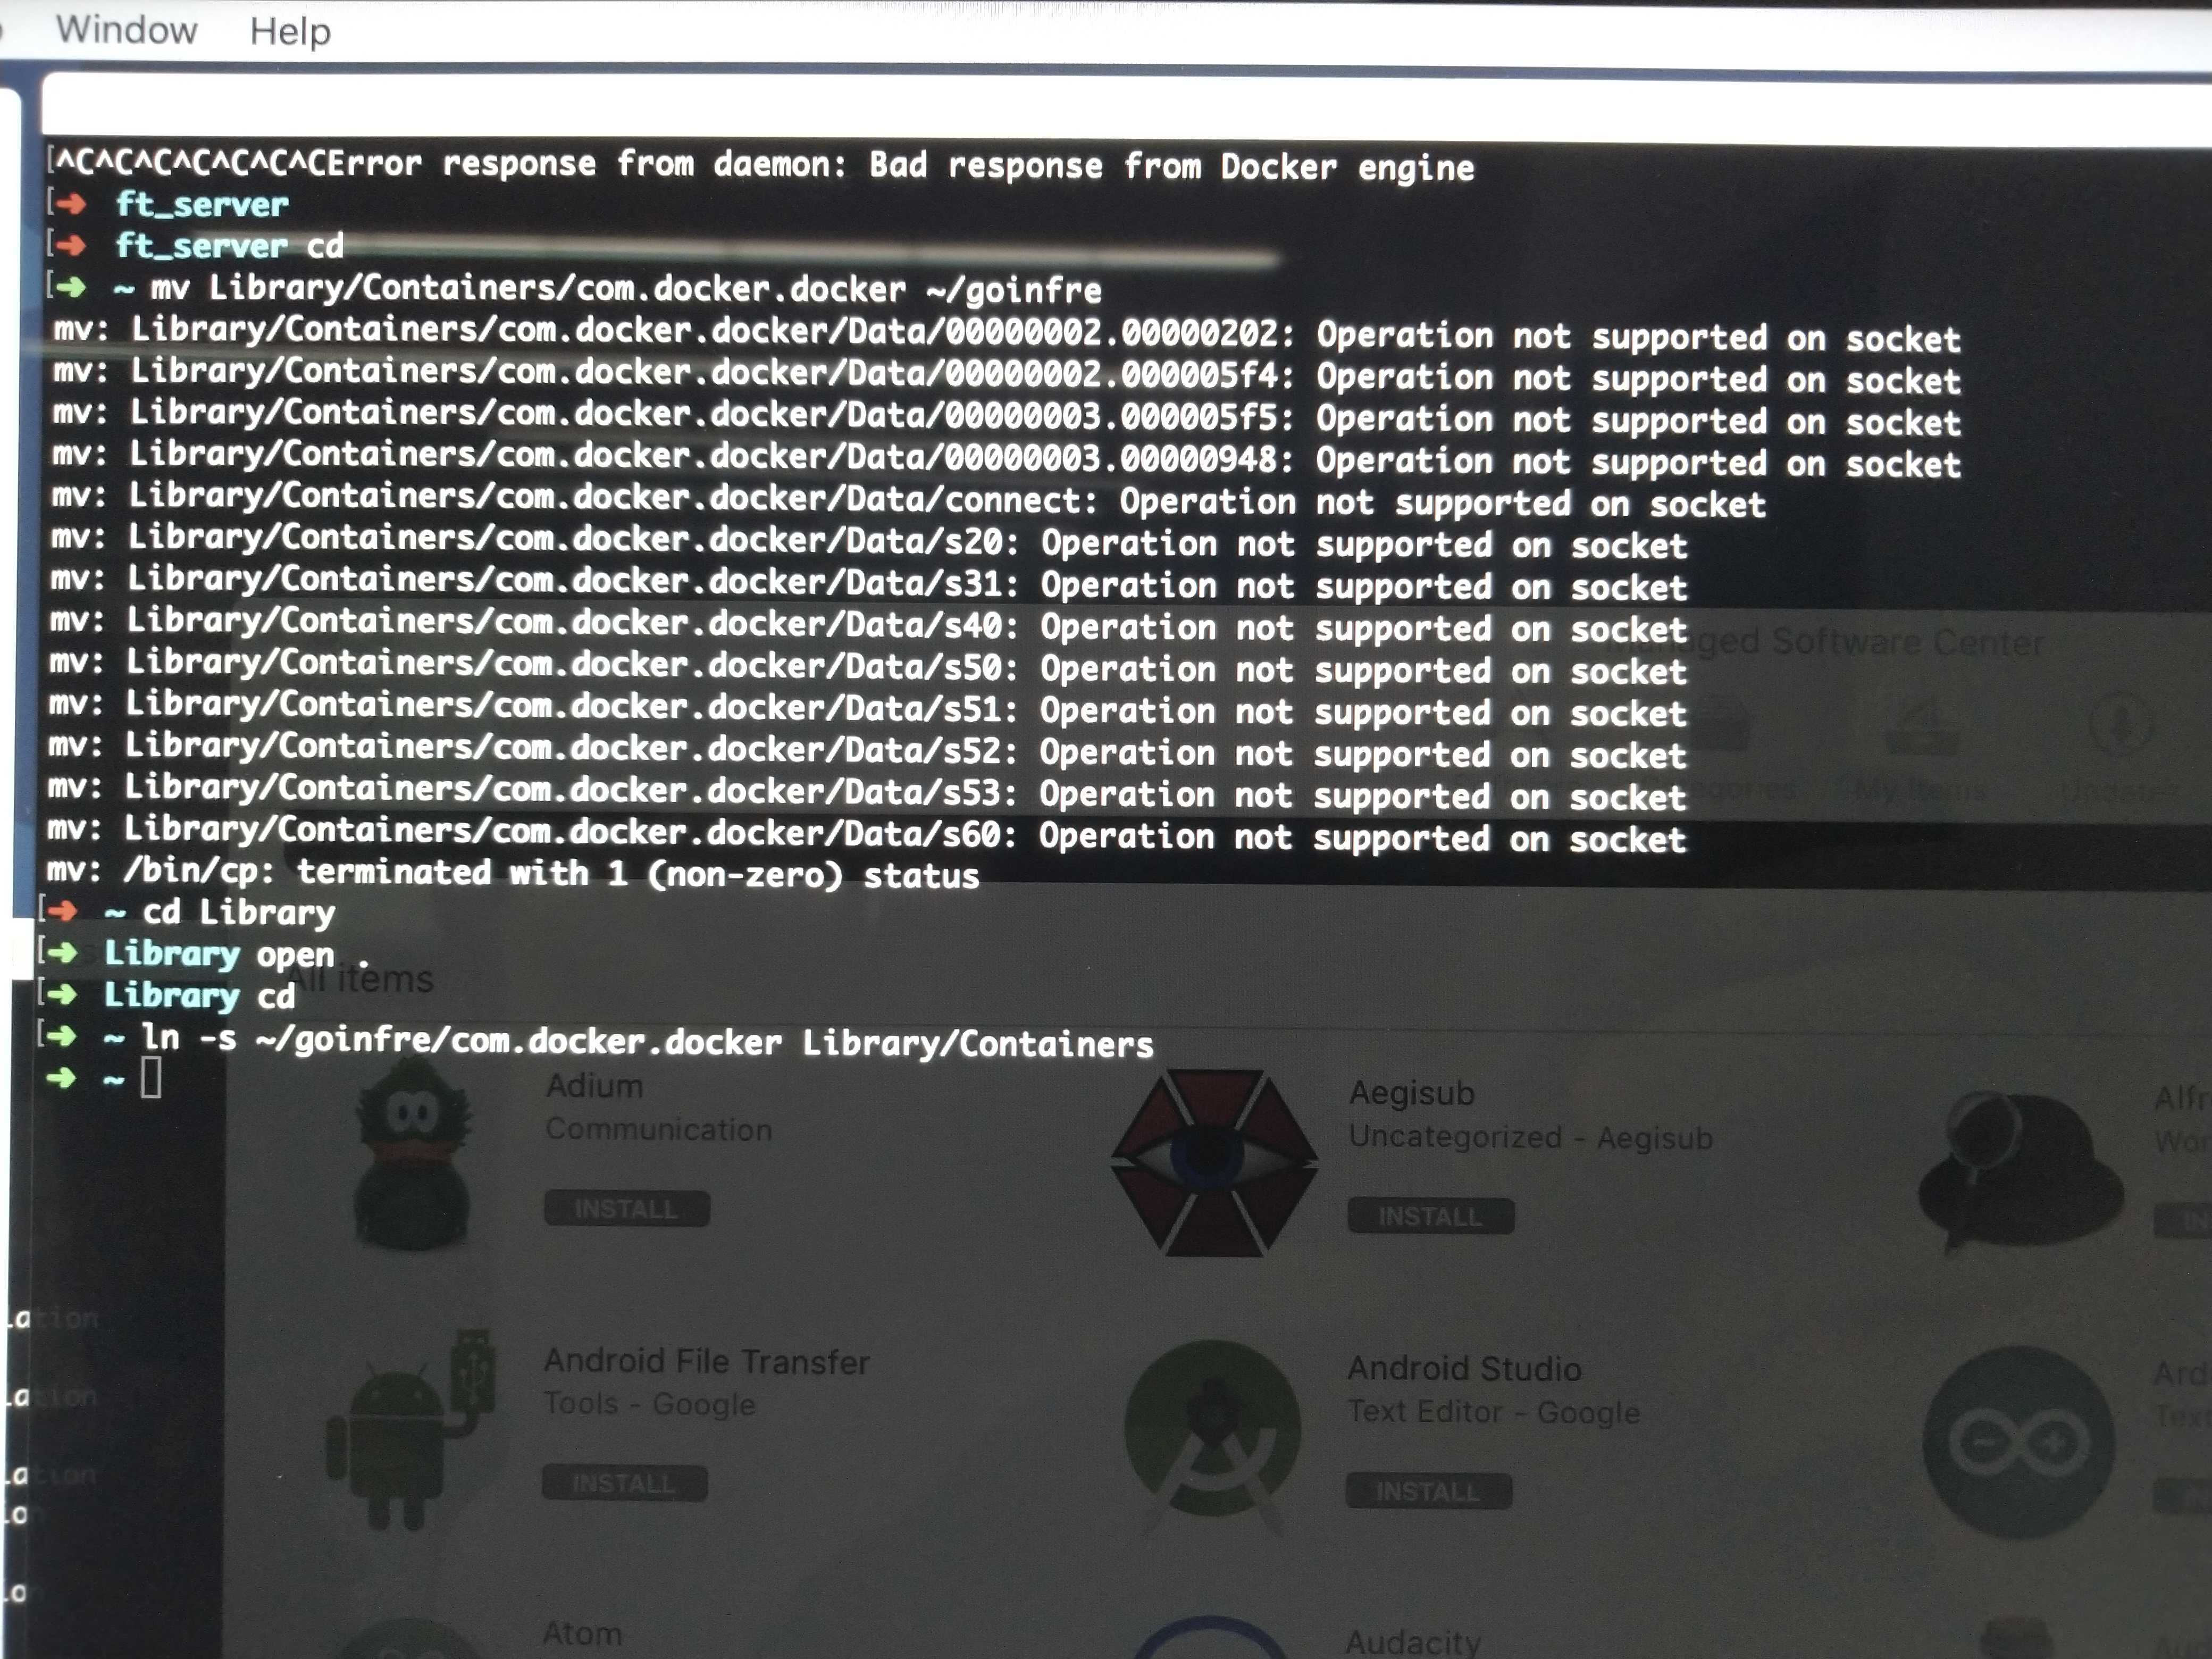 Window Help
[^C^C^C^C^C^C^CError response from daemon: Bad response from Docker engine
[➜ ft_server
[➜ ft_server cd
[➜ ~ mv Library/Containers/com.docker.docker ~/goinfre
mv: Library/Containers/com.docker.docker/Data/00000002.00000202: Operation not supported on socket
mv: Library/Containers/com.docker.docker/Data/00000002.000005f4: Operation not supported on socket
mv: Library/Containers/com.docker.docker/Data/00000003.000005f5: Operation not supported on socket
mv: Library/Containers/com.docker.docker/Data/00000003.00000948: Operation not supported on socket
mv: Library/Containers/com.docker.docker/Data/connect: Operation not supported on socket
mv: Library/Containers/com.docker.docker/Data/s20: Operation not supported on socket
mv: Library/Containers/com.docker.docker/Data/s31: Operation not supported on socket
mv: Library/Containers/com.docker.docker/Data/s40: Operation not supported on socket
mv: Library/Containers/com.docker.docker/Data/s50: Operation not supported on socket
mv: Library/Containers/com.docker.docker/Data/s51: Operation not supported on socket
mv: Library/Containers/com.docker.docker/Data/s52: Operation not supported on socket
mv: Library/Containers/com.docker.docker/Data/s53: Operation not supported on socket
mv: Library/Containers/com.docker.docker/Data/s60: Operation not supported on socket
mv: /bin/cp: terminated with 1 (non-zero) status
[➜ ~ cd Library
[➜ Library open .
[➜ Library cd
[➜ ~ ln -s ~/goinfre/com.docker.docker Library/Containers
➜ ~
Managed Software Center
My Items
All items
Adium
Communication
INSTALL
Aegisub
Uncategorized - Aegisub
INSTALL
Android File Transfer
Tools - Google
INSTALL
Android Studio
Text Editor - Google
INSTALL
Atom
Audacity